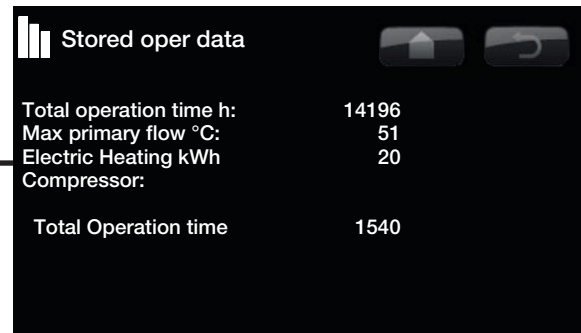 Stored oper data
Total operation time h: 14196
Max primary flow °C: 51
Electric Heating kWh 20
Compressor:
Total Operation time 1540